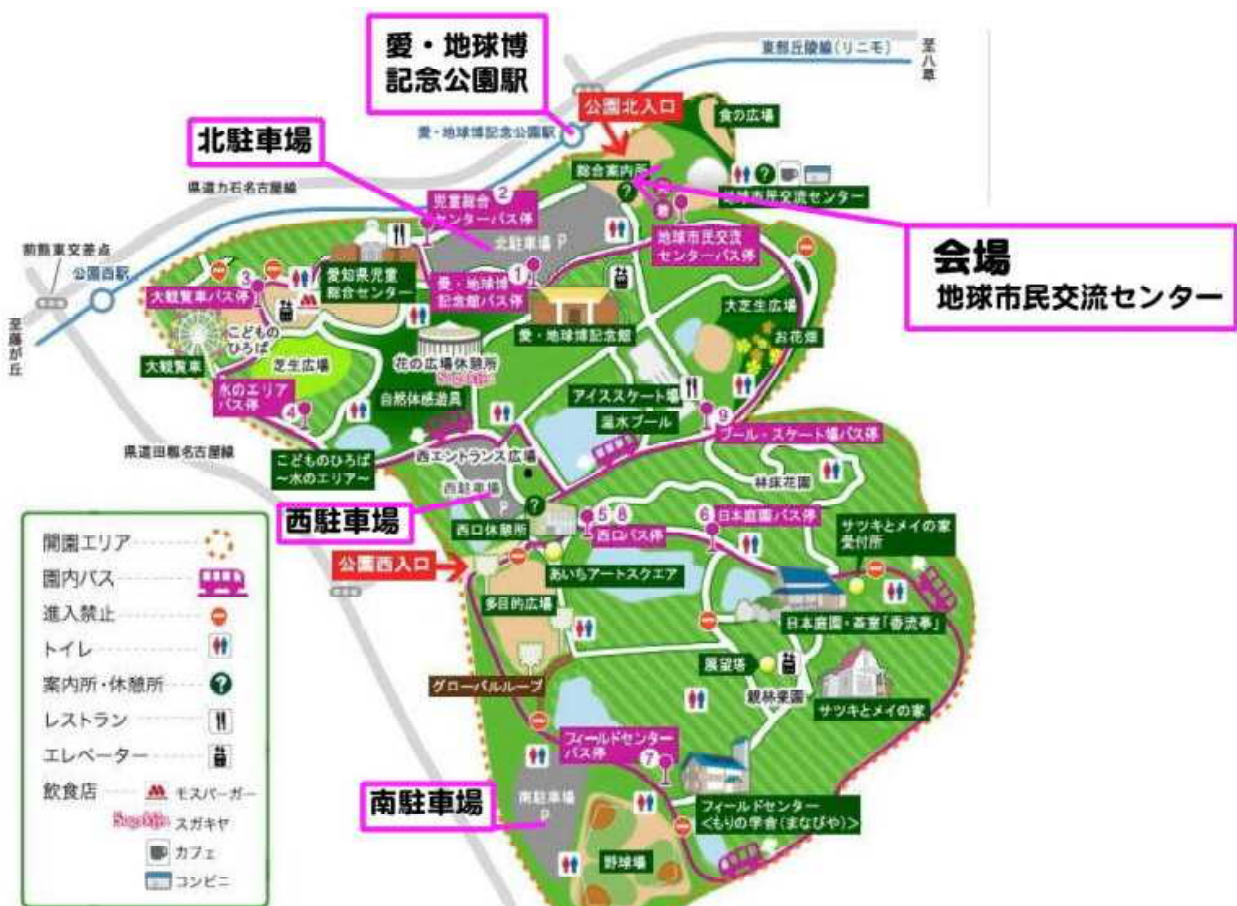 愛・地球博
記念公園駅
東部丘陵線(リニモ)
至八草
公園北入口
食の広場
北駐車場
愛・地球博記念公園駅
総合案内所
地球市民交流センター
県道力石名古屋線
児童総合
センターバス停
2
北駐車場 P
地球市民交流
センターバス停
会場
地球市民交流センター
公園西駅
3
大観覧車バス停
愛知県児童
総合センター
1
愛・地球博
記念館バス停
大芝生広場
お花畑
愛・地球博記念館
こどもの
ひろば
至藤が丘
大観覧車
芝生広場
花の広場休憩所
水のエリア
バス停
4
自然体感遊具
アイススケート場
温水プール
9
プール・スケート場バス停
県道田籾名古屋線
こどものひろば
~水のエリア~
西エントランス広場
西駐車場
P
林床花園
西駐車場
西口休憩所
5 8
西口バス停
6
日本庭園バス停
サツキとメイの家
受付所
公園西入口
あいちアートスクエア
多目的広場
日本庭園・茶室「香流亭」
展望塔
親林楽園
グローバルループ
サツキとメイの家
フィールドセンター
バス停
7
南駐車場
南駐車場
P
フィールドセンター
<もりの学舎(まなびや)>
野球場
開園エリア
園内バス
進入禁止
トイレ
案内所・休憩所
?
レストラン
エレベーター
飲食店
モスバーガー
スガキヤ
カフェ
コンビニ